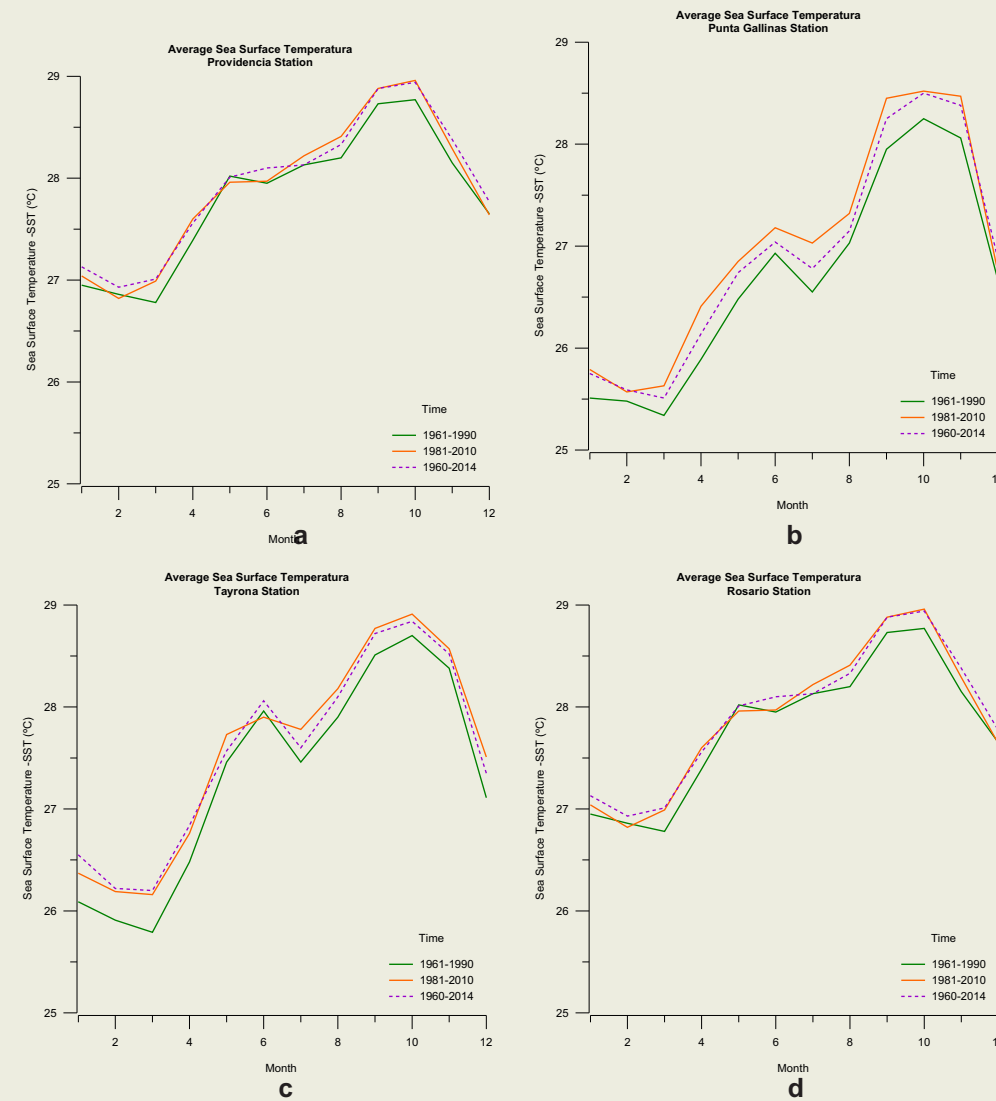 Average Sea Surface Temperatura
Providencia Station
29
28
27
26
25
Sea Surface Temperature -SST (ºC)
Time
1961-1990
1981-2010
1960-2014
2
4
6
8
10
12
Month
a
Average Sea Surface Temperatura
Punta Gallinas Station
29
28
27
26
25
Sea Surface Temperature -SST (ºC)
Time
1961-1990
1981-2010
1960-2014
2
4
6
8
10
Month
b
Average Sea Surface Temperatura
Tayrona Station
29
28
27
26
25
Sea Surface Temperature -SST (ºC)
Time
1961-1990
1981-2010
1960-2014
2
4
6
8
10
12
Month
c
Average Sea Surface Temperatura
Rosario Station
29
28
27
26
25
Sea Surface Temperature -SST (ºC)
Time
1961-1990
1981-2010
1960-2014
2
4
6
8
10
Month
d